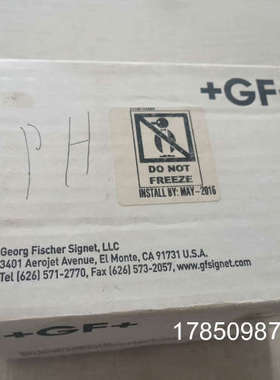 +GF+
PH
DO NOT
FREEZE
INSTALL BY: MAY-2016
Georg Fischer Signet, LLC
3401 Aerojet Avenue, El Monte, CA 91731 U.S.A.
Tel (626) 571-2770, Fax (626) 573-2057, www.gfsignet.com
+GF+
17850987